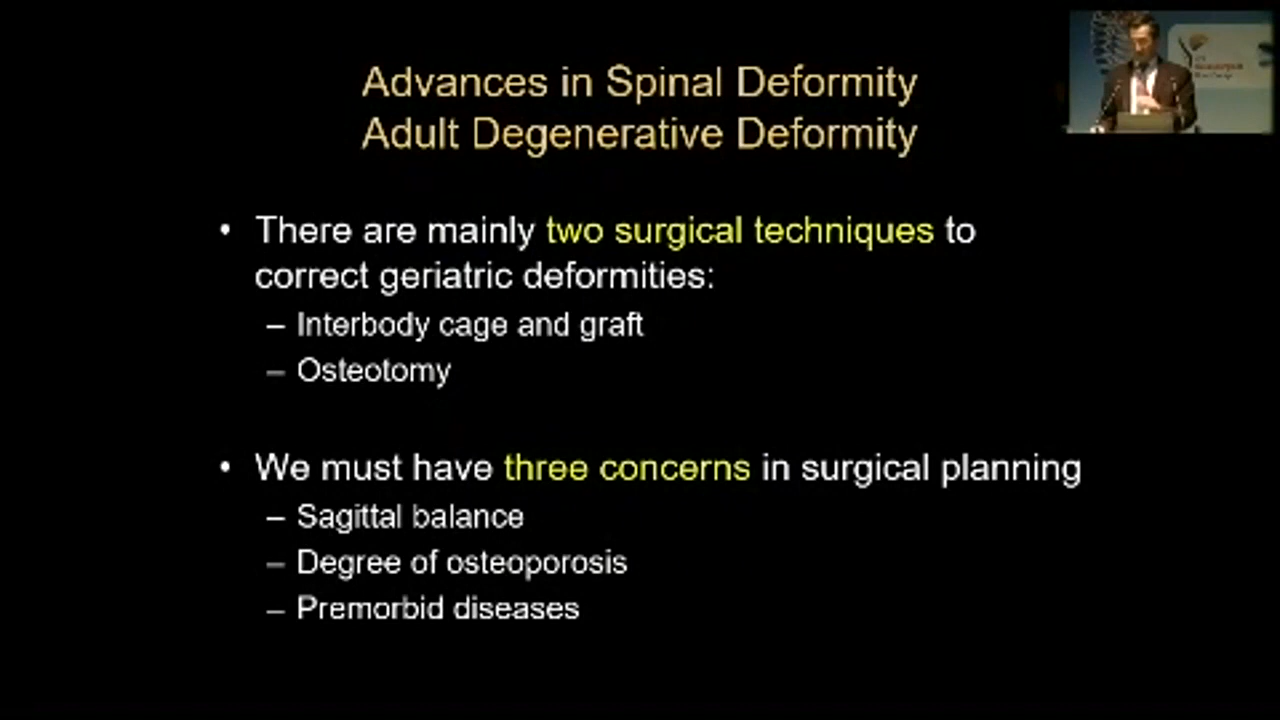 Advances in Spinal Deformity
Adult Degenerative Deformity
• There are mainly two surgical techniques to
correct geriatric deformities:
– Interbody cage and graft
– Osteotomy
• We must have three concerns in surgical planning
– Sagittal balance
– Degree of osteoporosis
– Premorbid diseases